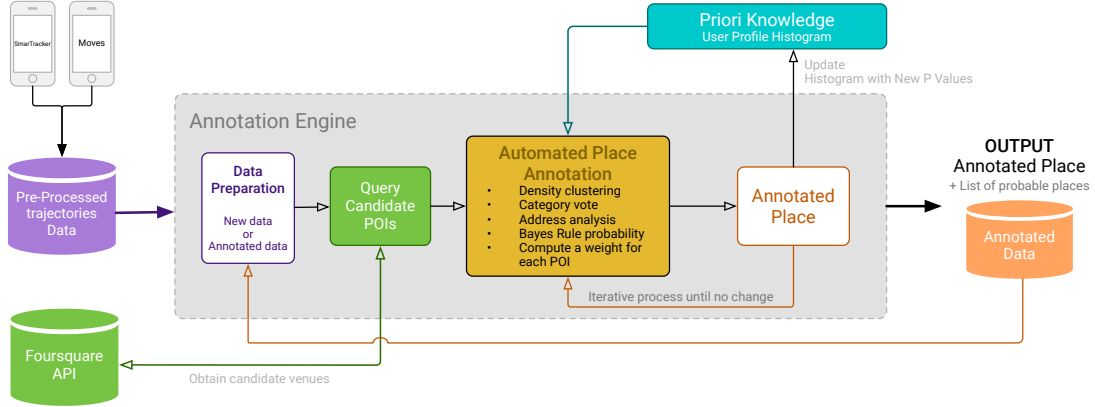 SmarTracker
Moves
Priori Knowledge
User Profile Histogram
Update
Histogram with New P Values
Annotation Engine
Pre-Processed
trajectories
Data
Data
Preparation
New data
or
Annotated data
Query
Candidate
POIs
Automated Place
Annotation
• Density clustering
• Category vote
• Address analysis
• Bayes Rule probability
• Compute a weight for
each POI
Annotated
Place
Iterative process until no change
OUTPUT
Annotated Place
+ List of probable places
Annotated
Data
Foursquare
API
Obtain candidate venues